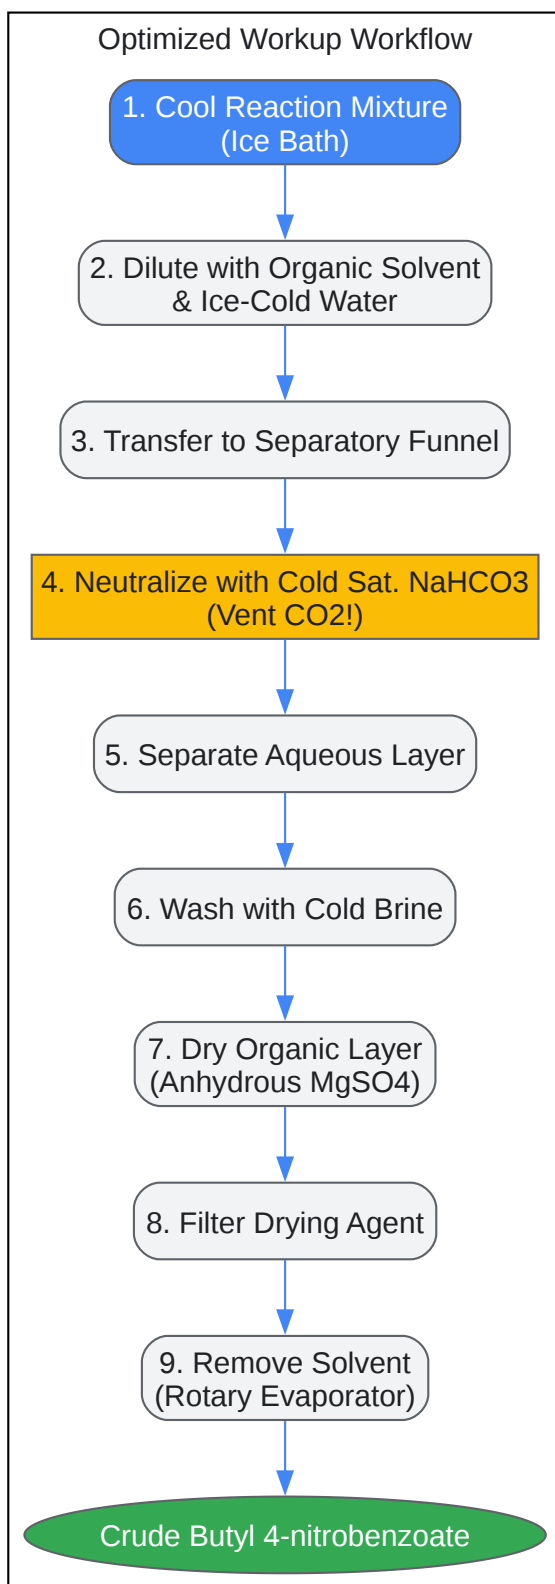 Optimized Workup Workflow
1. Cool Reaction Mixture
(Ice Bath)
2. Dilute with Organic Solvent
& Ice-Cold Water
3. Transfer to Separatory Funnel
4. Neutralize with Cold Sat. NaHCO3
(Vent CO2!)
5. Separate Aqueous Layer
6. Wash with Cold Brine
7. Dry Organic Layer
(Anhydrous MgSO4)
8. Filter Drying Agent
9. Remove Solvent
(Rotary Evaporator)
Crude Butyl 4-nitrobenzoate